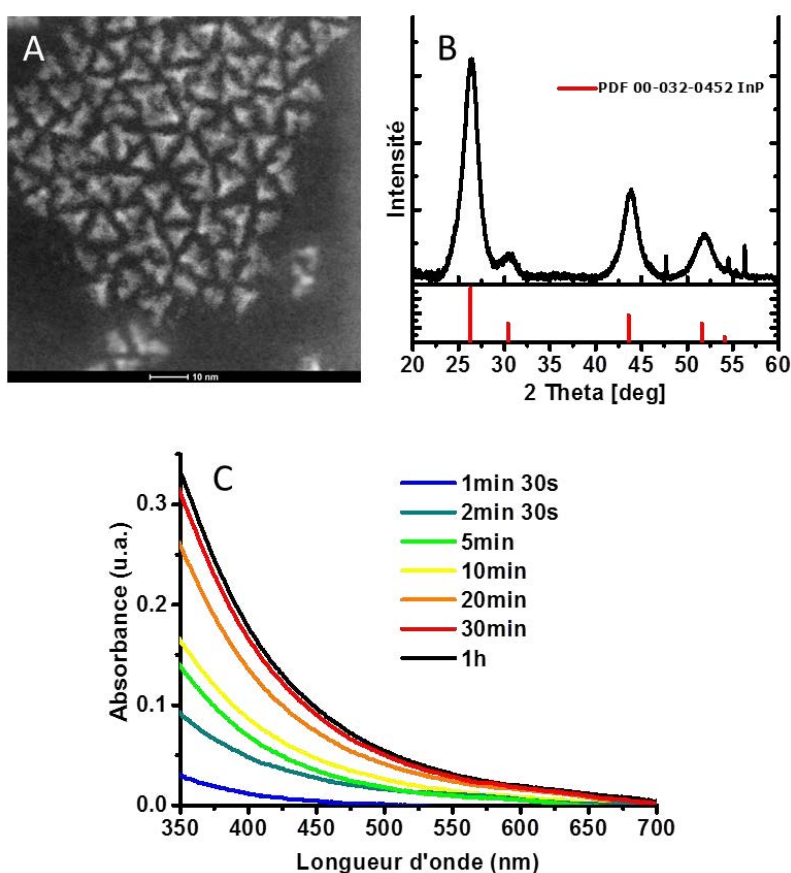 A
10 nm
B
PDF 00-032-0452 InP
Intensité
20 25 30 35 40 45 50 55 60
2 Theta [deg]
C
1min 30s
2min 30s
5min
10min
20min
30min
1h
Absorbance (u.a.)
0.3
0.2
0.1
0.0
350 400 450 500 550 600 650 700
Longueur d'onde (nm)